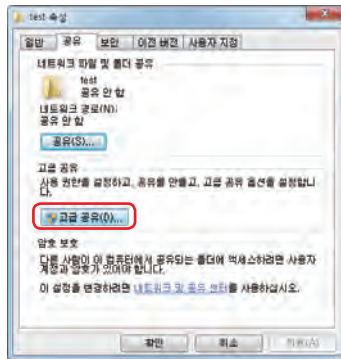 test 속성
일반 공유 보안 이전 버전 사용자 지정
네트워크 파일 및 폴더 공유
test
공유 안 함
네트워크 경로(N):
공유 안 함
공유(S)...
고급 공유
사용 권한을 설정하고, 공유를 만들고, 고급 공유 옵션을 설정합니
다.
고급 공유(D)...
암호 보호
다른 사람이 이 컴퓨터에서 공유되는 폴더에 액세스하려면 사용자
계정과 암호가 있어야 합니다.
이 설정을 변경하려면 네트워크 및 공유 센터를 사용하십시오.
확인 취소 적용(A)